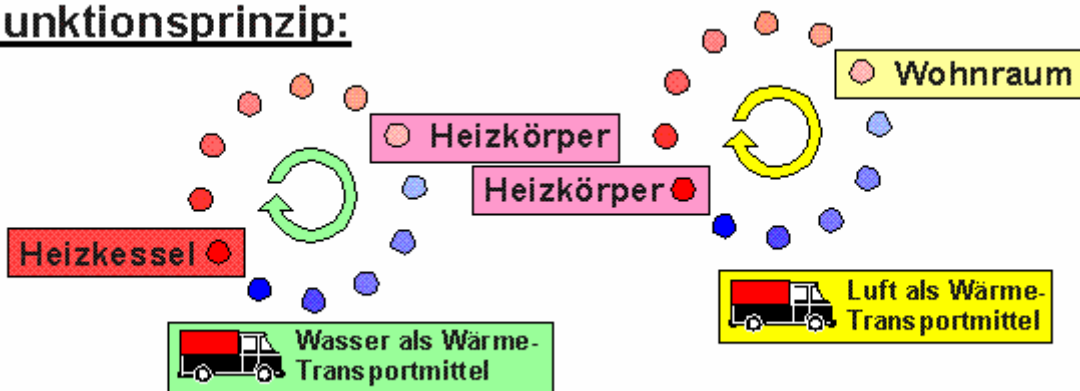 unktionsprinzip:
Wohnraum
Heizkörper
Heizkörper
Heizkessel
Luft als Wärme-
Transportmittel
Wasser als Wärme-
Transportmittel